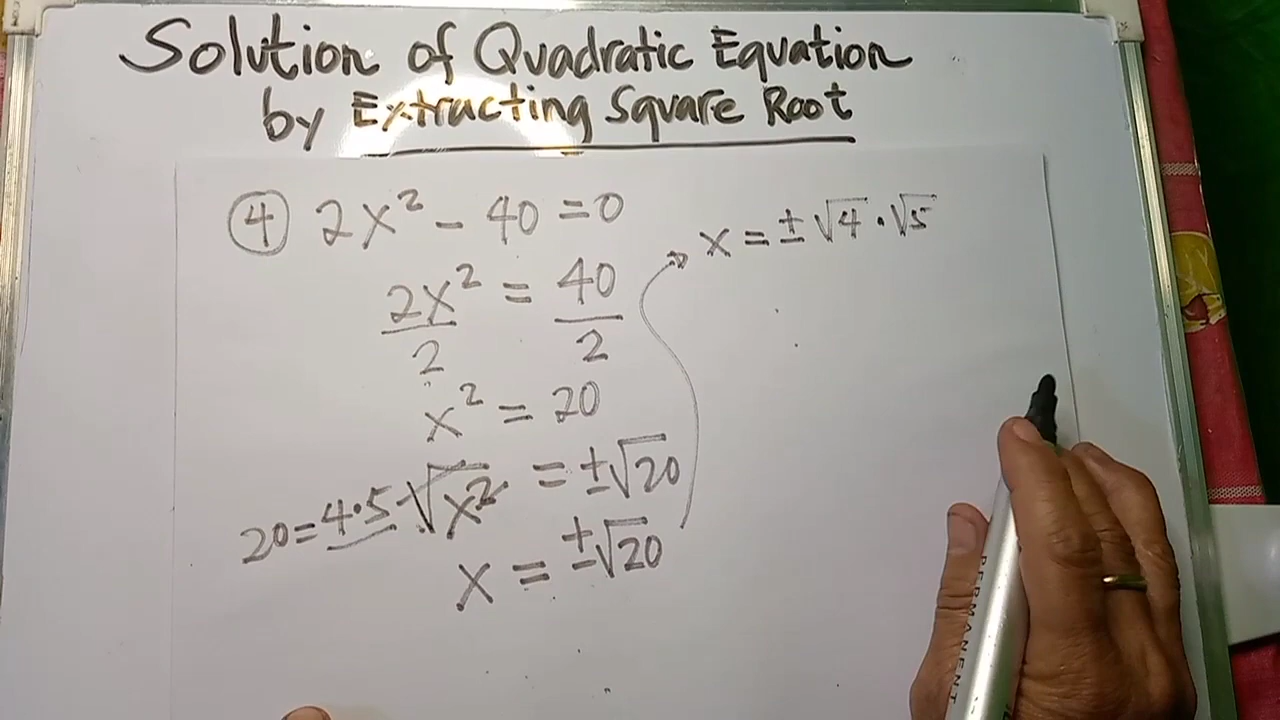 Solution of Quadratic Equation
by Extracting Square Root
④ 2x² - 40 = 0
2x²/2 = 40/2
x² = 20
√x² = ±√20
20 = 4·5
x = ±√20
x = ± √4 · √5
PERMANENT